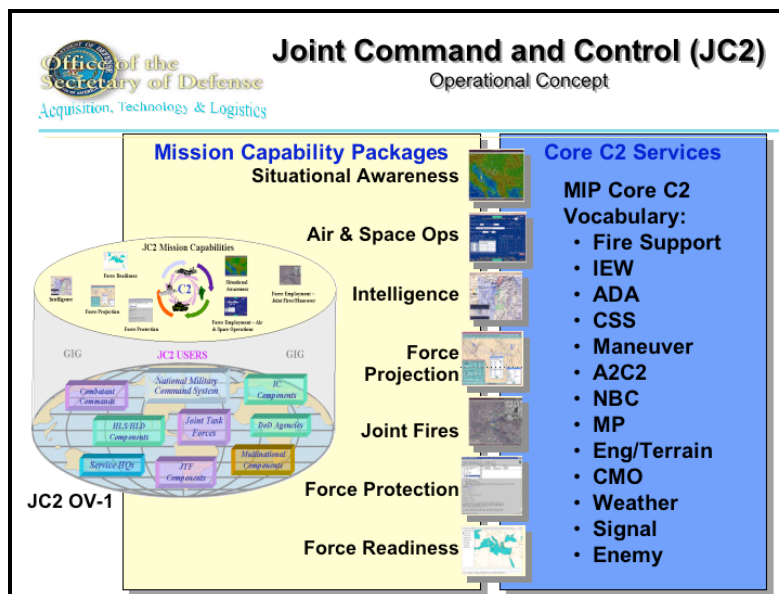 Office of the
Secretary of Defense
Acquisition, Technology & Logistics
Joint Command and Control (JC2)
Operational Concept
Mission Capability Packages
Situational Awareness
Air & Space Ops
Intelligence
Force
Projection
Joint Fires
Force Protection
Force Readiness
JC2 Mission Capabilities
Force Readiness
Intelligence
Force Projection
Force Protection
C2
Situational
Awareness
Force Employment –
Joint Fires/Maneuver
Force Employment – Air
& Space Operations
GIG
JC2 USERS
GIG
Combatant
Commands
National Military
Command System
IC
Components
HLS HLD
Components
Joint Task
Forces
DoD Agencies
Service HQs
JTF
Components
Multinational
Components
JC2 OV-1
Core C2 Services
MIP Core C2
Vocabulary:
• Fire Support
• IEW
• ADA
• CSS
• Maneuver
• A2C2
• NBC
• MP
• Eng/Terrain
• CMO
• Weather
• Signal
• Enemy